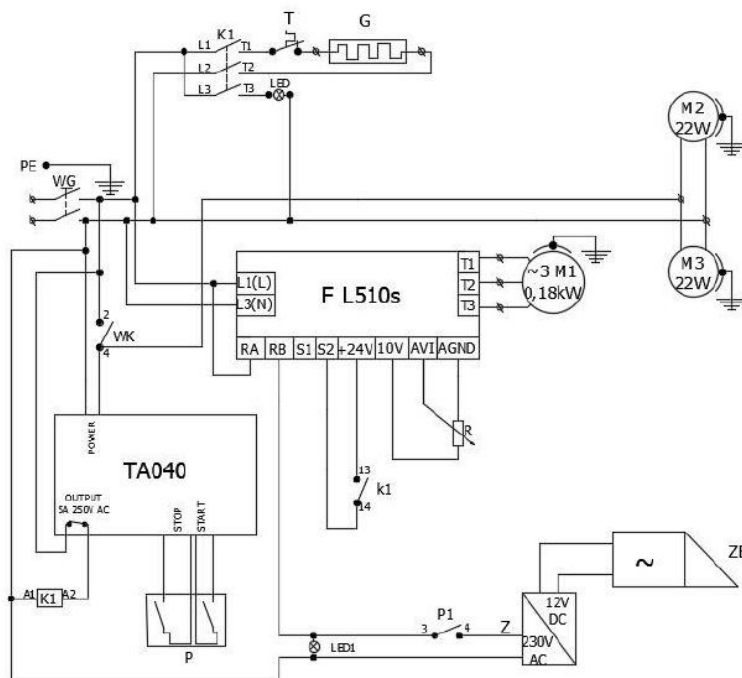 T
G
K1
L1
T1
L2
T2
L3
T3
LED
M2
22W
PE
WG
M3
22W
L1(L)
L3(N)
F L510s
T1
T2
T3
~3 M1
0,18kW
2
WK
4
RA
RB
S1
S2
+24V
10V
AVI
AGND
R
POWER
TA040
OUTPUT
5A 250V AC
STOP
START
13
k1
14
A1
K1
A2
P
P1
3
4
Z
LED1
12V
DC
230V
AC
~